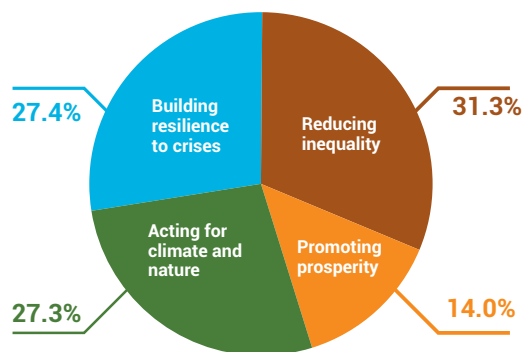 27.4%
Building
resilience
to crises
31.3%
Reducing
inequality
Acting for
climate and
nature
27.3%
Promoting
prosperity
14.0%